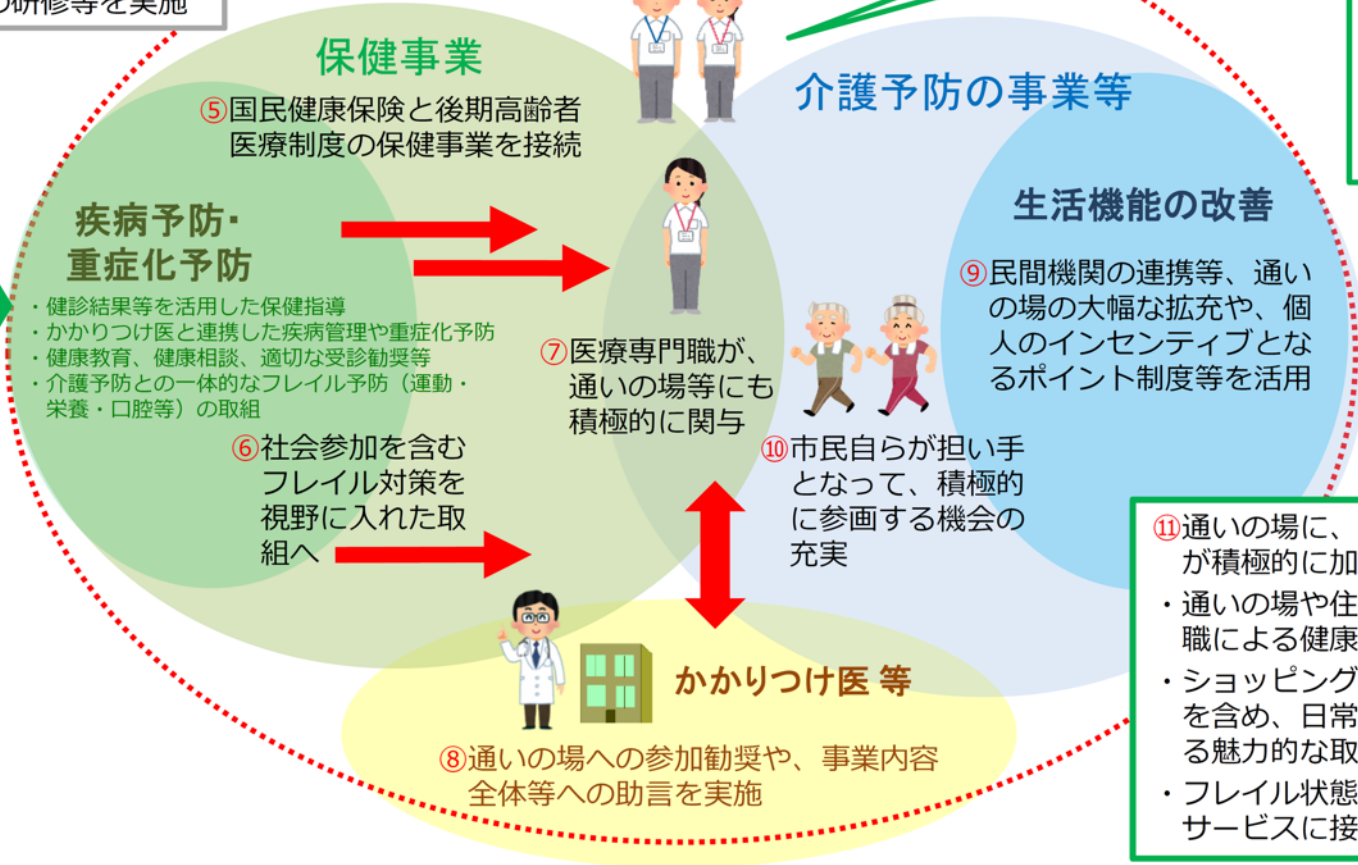 の研修等を実施
保健事業
⑤国民健康保険と後期高齢者
医療制度の保健事業を接続
介護予防の事業等
疾病予防・
重症化予防
・健診結果等を活用した保健指導
・かかりつけ医と連携した疾病管理や重症化予防
・健康教育、健康相談、適切な受診勧奨等
・介護予防との一体的なフレイル予防（運動・
栄養・口腔等）の取組
⑥社会参加を含む
フレイル対策を
視野に入れた取
組へ
⑦医療専門職が、
通いの場等にも
積極的に関与
生活機能の改善
⑨民間機関の連携等、通い
の場の大幅な拡充や、個
人のインセンティブとな
るポイント制度等を活用
⑩市民自らが担い手
となって、積極的
に参画する機会の
充実
かかりつけ医 等
⑧通いの場への参加勧奨や、事業内容
全体等への助言を実施
⑪通いの場に、
が積極的に加
・通いの場や住
職による健康
・ショッピング
を含め、日常
る魅力的な取
・フレイル状態
サービスに接